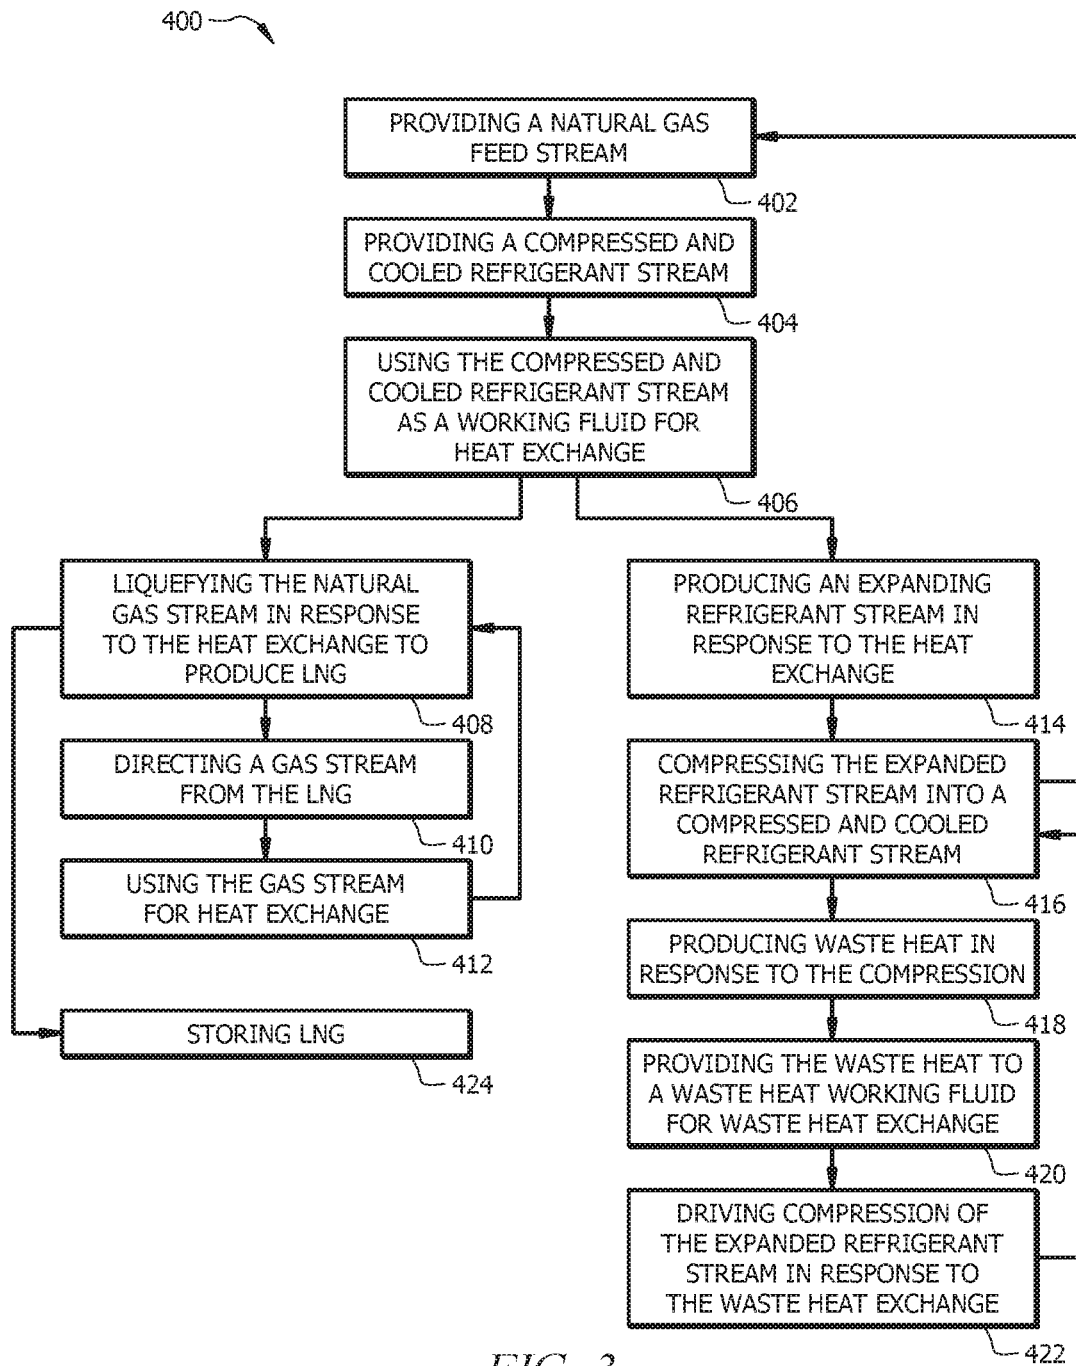 400
PROVIDING A NATURAL GAS
FEED STREAM
402
PROVIDING A COMPRESSED AND
COOLED REFRIGERANT STREAM
404
USING THE COMPRESSED AND
COOLED REFRIGERANT STREAM
AS A WORKING FLUID FOR
HEAT EXCHANGE
406
LIQUEFYING THE NATURAL
GAS STREAM IN RESPONSE
TO THE HEAT EXCHANGE TO
PRODUCE LNG
408
DIRECTING A GAS STREAM
FROM THE LNG
410
USING THE GAS STREAM
FOR HEAT EXCHANGE
412
STORING LNG
424
PRODUCING AN EXPANDING
REFRIGERANT STREAM IN
RESPONSE TO THE HEAT
EXCHANGE
414
COMPRESSING THE EXPANDED
REFRIGERANT STREAM INTO A
COMPRESSED AND COOLED
REFRIGERANT STREAM
416
PRODUCING WASTE HEAT IN
RESPONSE TO THE COMPRESSION
418
PROVIDING THE WASTE HEAT TO
A WASTE HEAT WORKING FLUID
FOR WASTE HEAT EXCHANGE
420
DRIVING COMPRESSION OF
THE EXPANDED REFRIGERANT
STREAM IN RESPONSE TO
THE WASTE HEAT EXCHANGE
422
FIG. 3